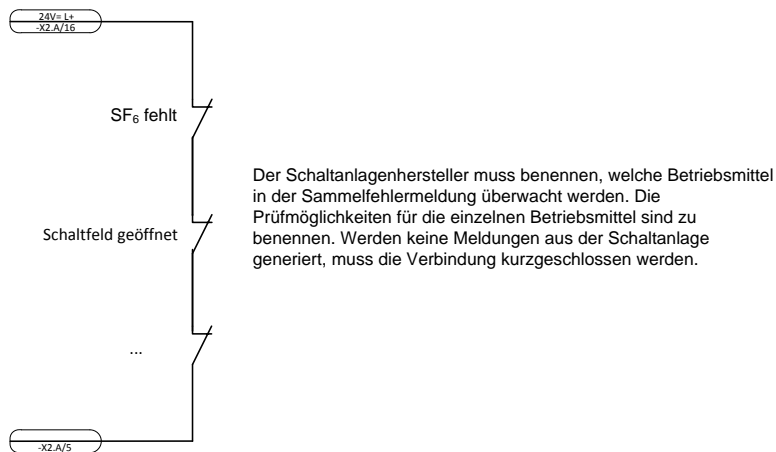 24V= L+
-X2.A/16
SF₆ fehlt
Der Schaltanlagenhersteller muss benennen, welche Betriebsmittel
in der Sammelfehlermeldung überwacht werden. Die
Prüfmöglichkeiten für die einzelnen Betriebsmittel sind zu
benennen. Werden keine Meldungen aus der Schaltanlage
generiert, muss die Verbindung kurzgeschlossen werden.
Schaltfeld geöffnet
...
-X2.A/5